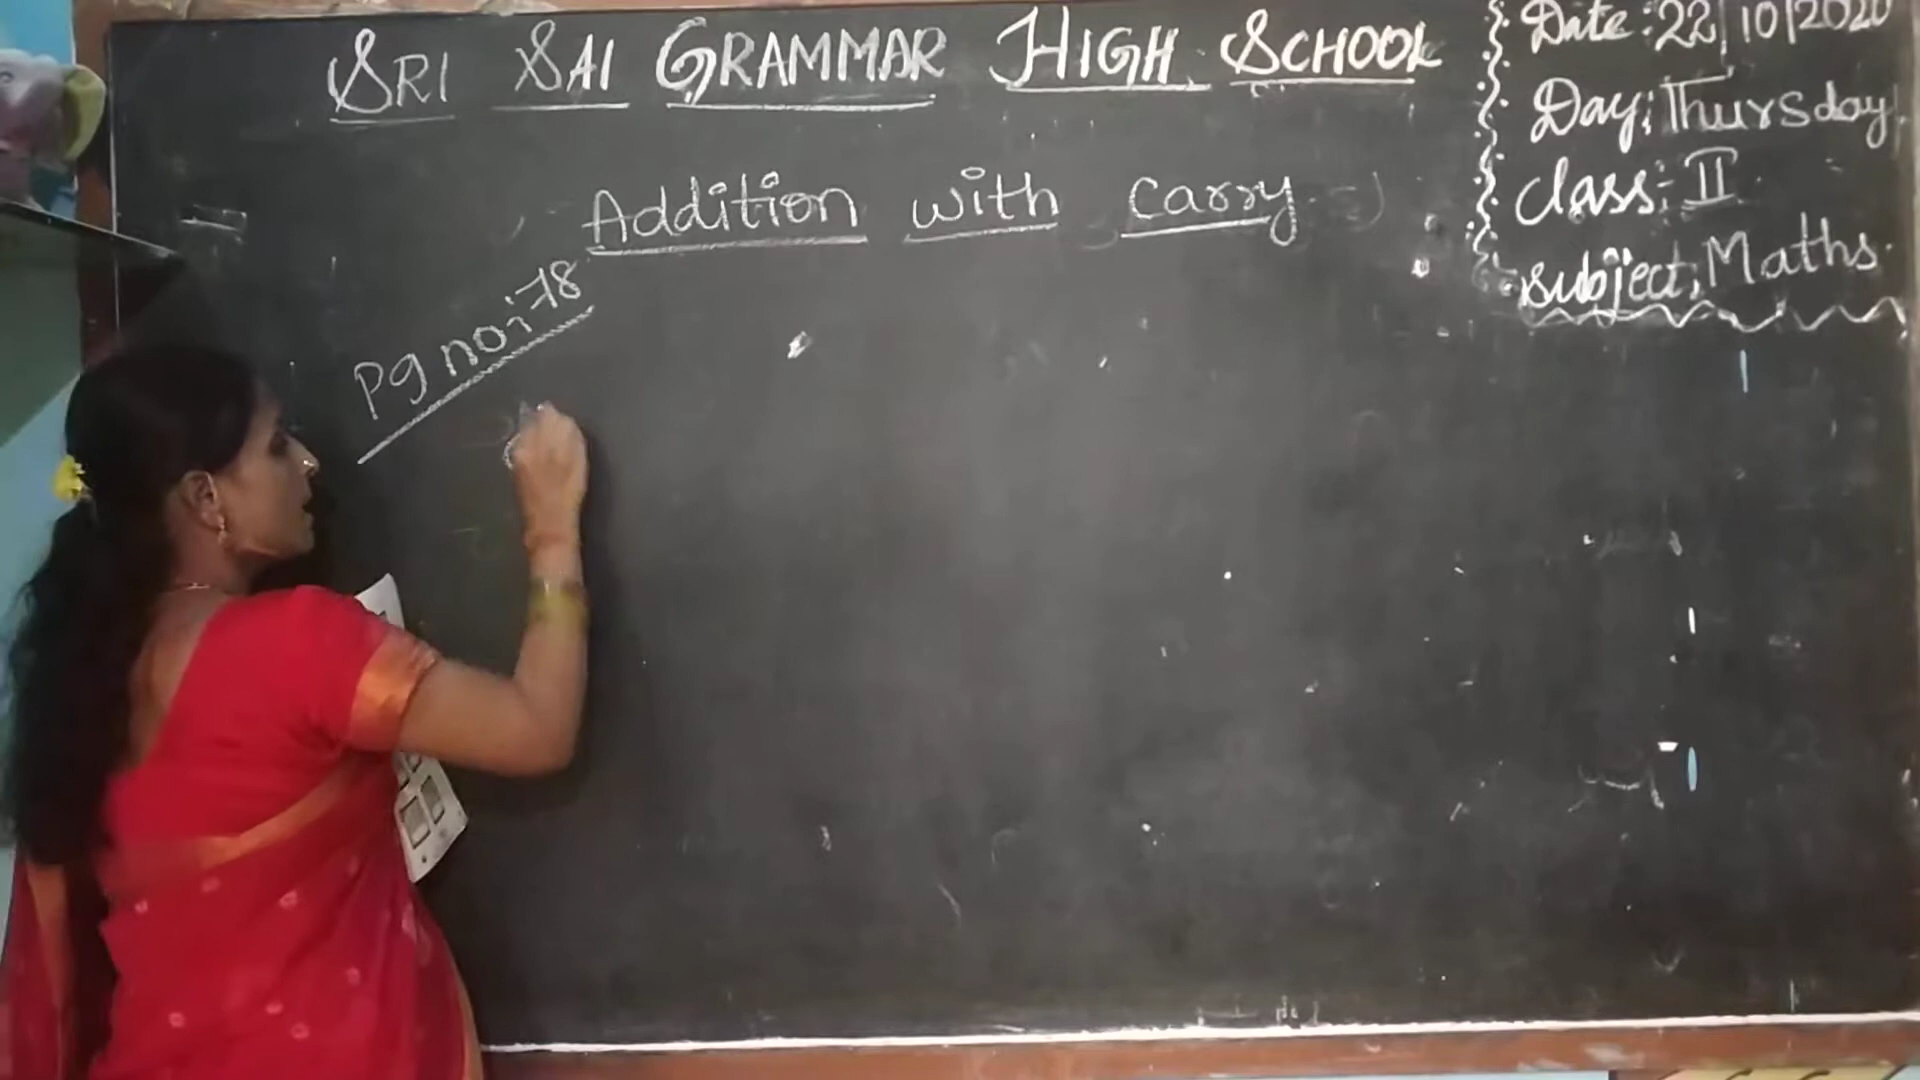 SRI SAI GRAMMAR HIGH SCHOOL
Date: 22/10/2020
Day: Thursday
Class: II
Subject: Maths
Addition with carry
Pg no: 78